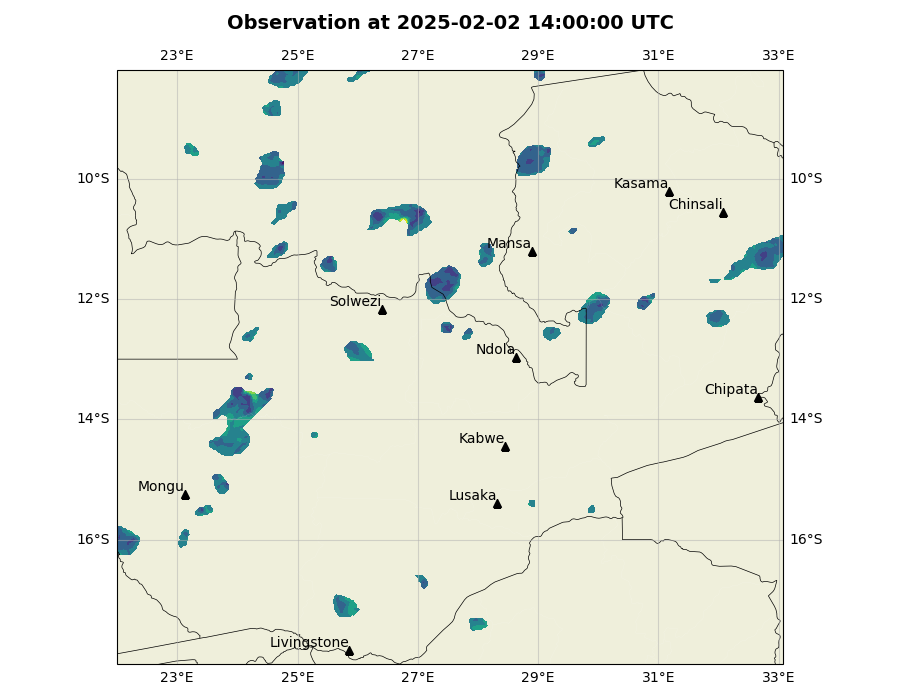 Observation at 2025-02-02 14:00:00 UTC
23°E 25°E 27°E 29°E 31°E 33°E
10°S 10°S
Kasama
Chinsali
Mansa
12°S 12°S
Solwezi
Ndola
Chipata
14°S 14°S
Kabwe
Mongu
Lusaka
16°S 16°S
Livingstone
23°E 25°E 27°E 29°E 31°E 33°E